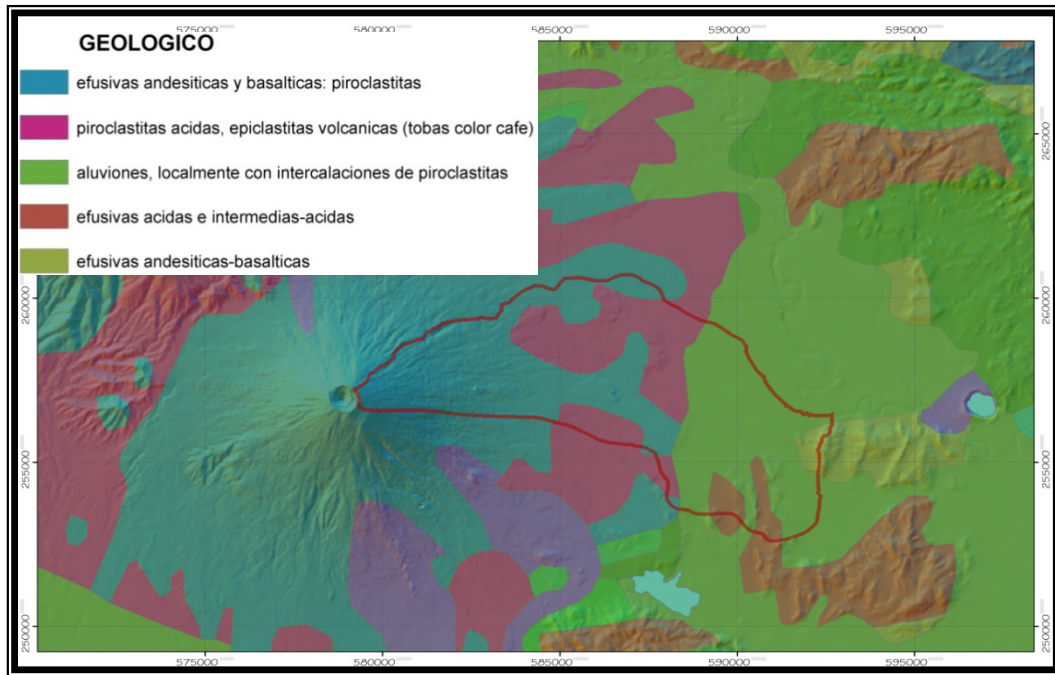 575000 580000 585000 590000 595000
GEOLOGICO
efusivas andesiticas y basalticas: piroclastitas
piroclastitas acidas, epiclastitas volcanicas (tobas color cafe)
aluviones, localmente con intercalaciones de piroclastitas
efusivas acidas e intermedias-acidas
efusivas andesiticas-basalticas
265000
260000 260000
255000 255000
250000 250000
575000 580000 585000 590000 595000